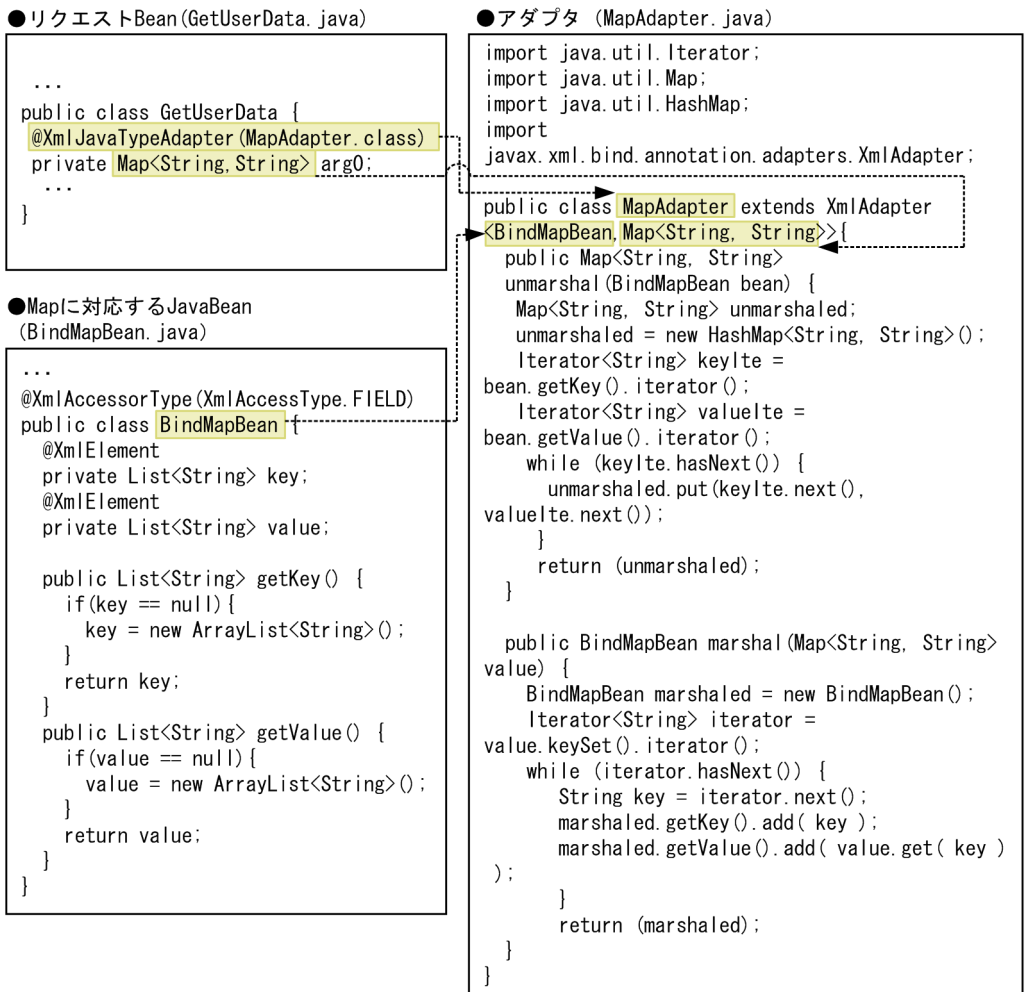 ●リクエストBean(GetUserData.java)
...
public class GetUserData {
@XmlJavaTypeAdapter(MapAdapter.class)
private Map<String,String> arg0;
...
}
●Mapに対応するJavaBean
(BindMapBean.java)
...
@XmlAccessorType(XmlAccessType.FIELD)
public class BindMapBean {
@XmlElement
private List<String> key;
@XmlElement
private List<String> value;
public List<String> getKey() {
if(key == null){
key = new ArrayList<String>();
}
return key;
}
public List<String> getValue() {
if(value == null){
value = new ArrayList<String>();
}
return value;
}
}
●アダプタ (MapAdapter.java)
import java.util.Iterator;
import java.util.Map;
import java.util.HashMap;
import
javax.xml.bind.annotation.adapters.XmlAdapter;
public class MapAdapter extends XmlAdapter
<BindMapBean,Map<String, String>>{
public Map<String, String>
unmarshal(BindMapBean bean) {
Map<String, String> unmarshaled;
unmarshaled = new HashMap<String, String>();
Iterator<String> keyIte =
bean.getKey().iterator();
Iterator<String> valueIte =
bean.getValue().iterator();
while (keyIte.hasNext()) {
unmarshaled.put(keyIte.next(),
valueIte.next());
}
return (unmarshaled);
}
public BindMapBean marshal(Map<String, String>
value) {
BindMapBean marshaled = new BindMapBean();
Iterator<String> iterator =
value.keySet().iterator();
while (iterator.hasNext()) {
String key = iterator.next();
marshaled.getKey().add( key );
marshaled.getValue().add( value.get( key )
);
}
return (marshaled);
}
}